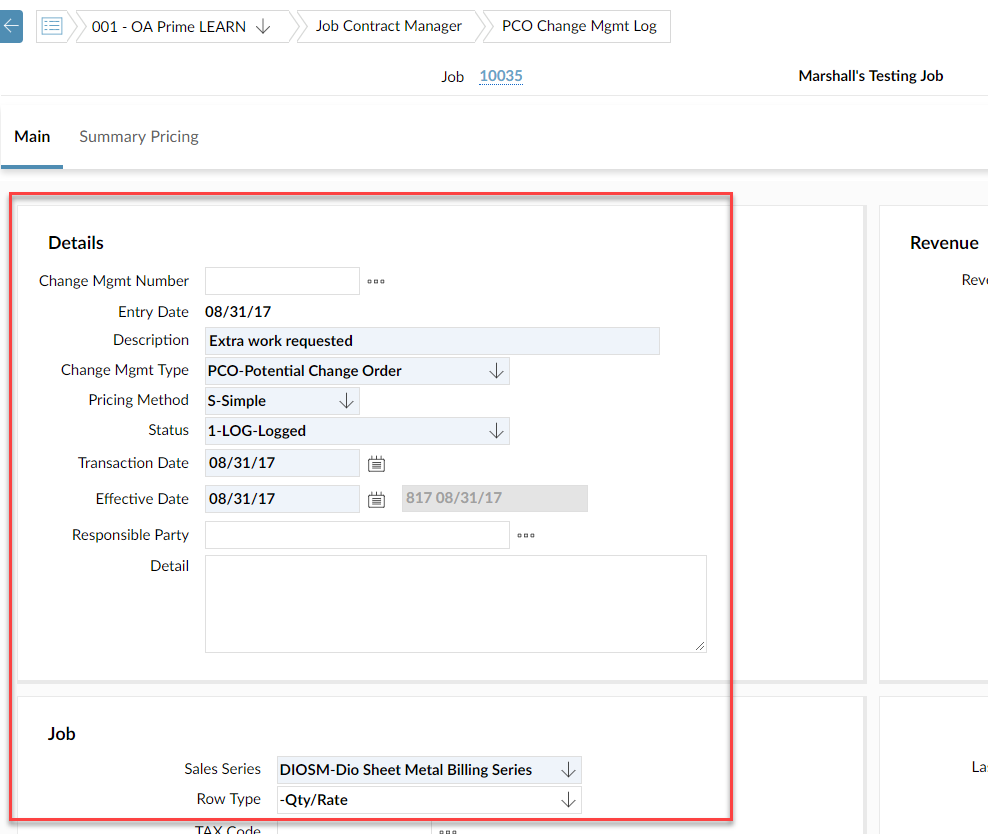 001 - OA Prime LEARN
Job Contract Manager
PCO Change Mgmt Log
Job 10035
Marshall's Testing Job
Main
Summary Pricing
Details
Change Mgmt Number
Entry Date 08/31/17
Description Extra work requested
Change Mgmt Type PCO-Potential Change Order
Pricing Method S-Simple
Status 1-LOG-Logged
Transaction Date 08/31/17
Effective Date 08/31/17 817 08/31/17
Responsible Party
Detail
Revenue
Reve
Job
Sales Series DIOSM-Dio Sheet Metal Billing Series
Row Type -Qty/Rate
TAX Code
La